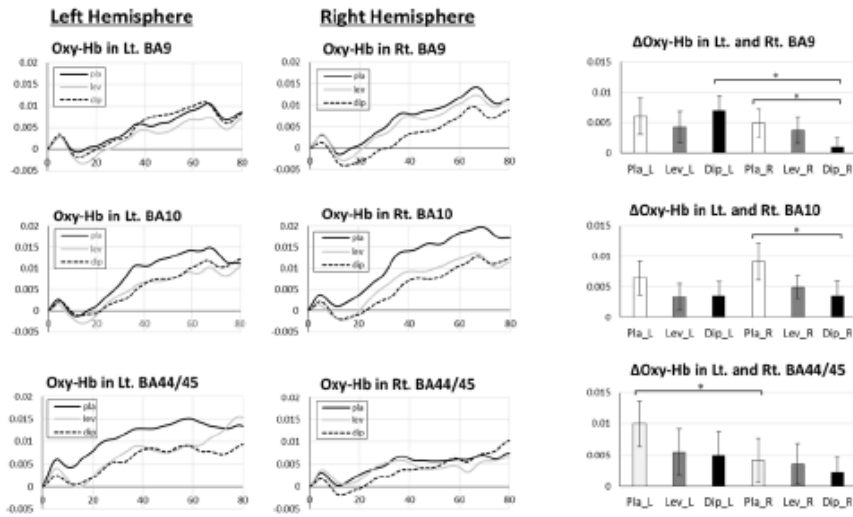 Left Hemisphere
Right Hemisphere
Oxy-Hb in Lt. BA9
Oxy-Hb in Rt. BA9
ΔOxy-Hb in Lt. and Rt. BA9
0.02
0.015
0.01
0.005
0
-0.005
pla
lev
dip
0 20 40 60 80
0.02
0.015
0.01
0.005
0
-0.005
pla
lev
dip
0 20 40 60 80
0.015
0.01
0.005
0
*
*
Pla_L Lev_L Dip_L Pla_R Lev_R Dip_R
Oxy-Hb in Lt. BA10
Oxy-Hb in Rt. BA10
ΔOxy-Hb in Lt. and Rt. BA10
0.02
0.015
0.01
0.005
0
-0.005
pla
lev
dip
0 20 40 60 80
0.02
0.015
0.01
0.005
0
-0.005
pla
lev
dip
0 20 40 60 80
0.015
0.01
0.005
0
*
Pla_L Lev_L Dip_L Pla_R Lev_R Dip_R
Oxy-Hb in Lt. BA44/45
Oxy-Hb in Rt. BA44/45
ΔOxy-Hb in Lt. and Rt. BA44/45
0.02
0.015
0.01
0.005
0
-0.005
pla
lev
dip
0 20 40 60 80
0.02
0.015
0.01
0.005
0
-0.005
pla
lev
dip
0 20 40 60 80
0.015
0.01
0.005
0
*
Pla_L Lev_L Dip_L Pla_R Lev_R Dip_R